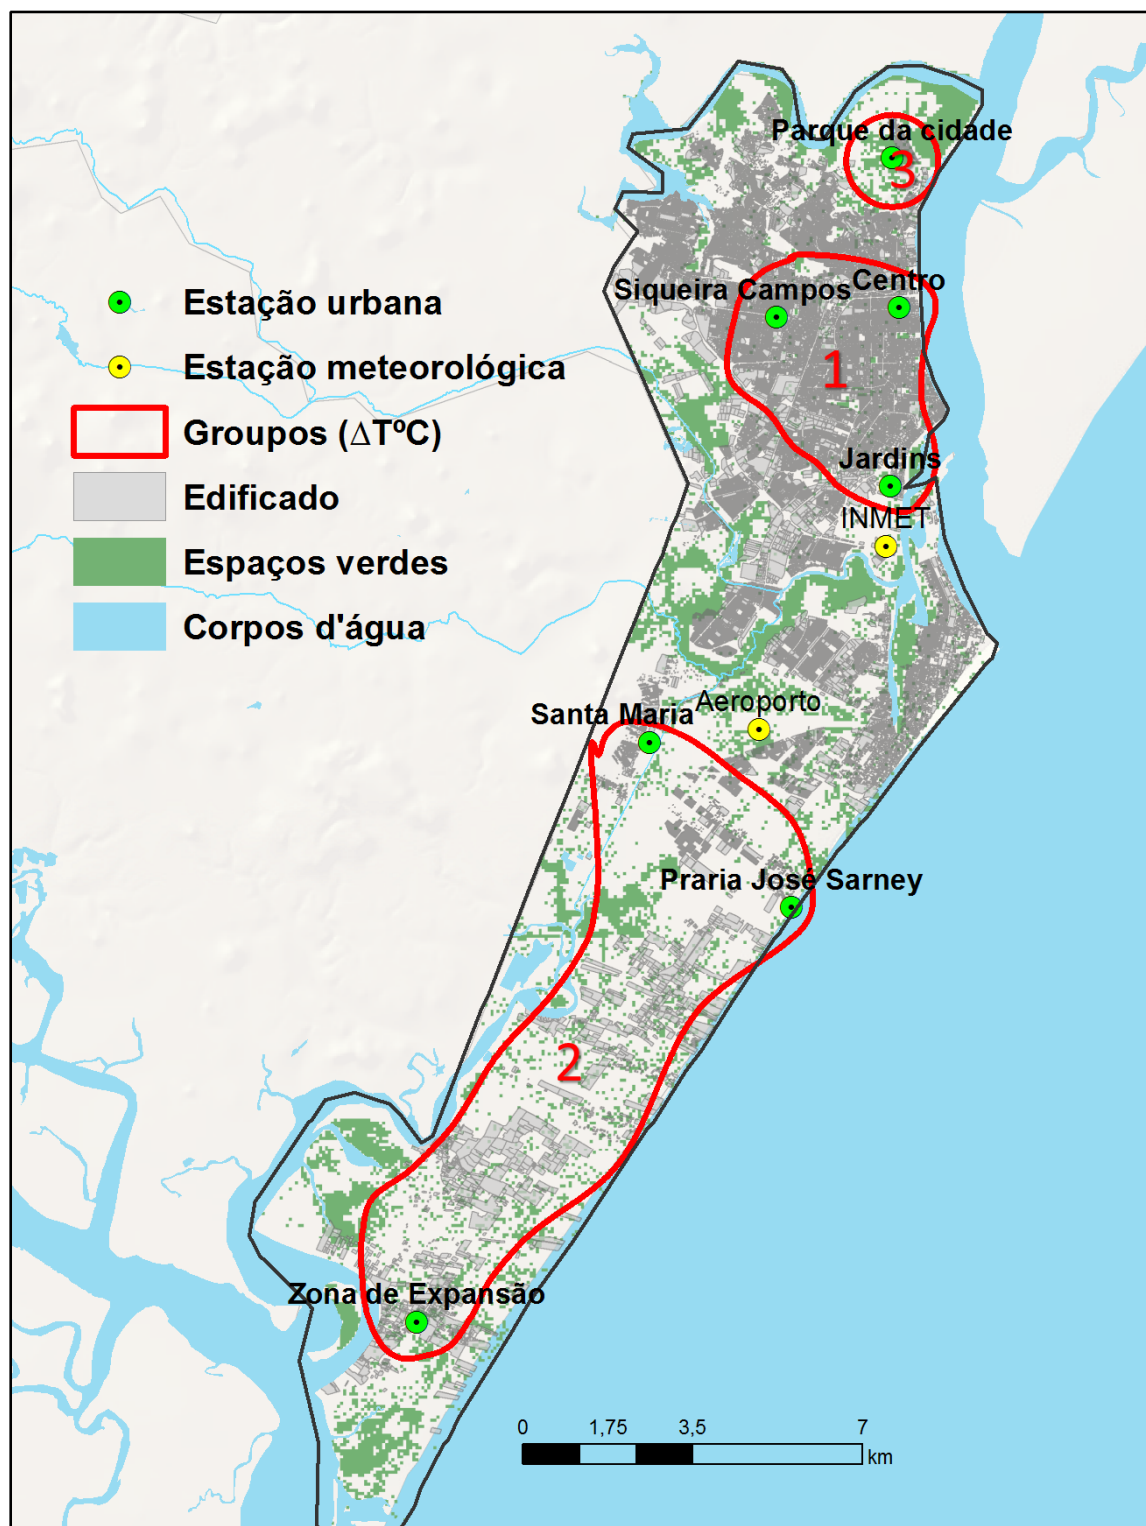 Parque da cidade
3
Siqueira Campos
Centro
1
Jardins
INMET
Estação urbana
Estação meteorológica
Groupos (∆TºC)
Edificado
Espaços verdes
Corpos d'água
Santa Maria
Aeroporto
Praria José Sarney
2
Zona de Expansão
0 1,75 3,5 7
km